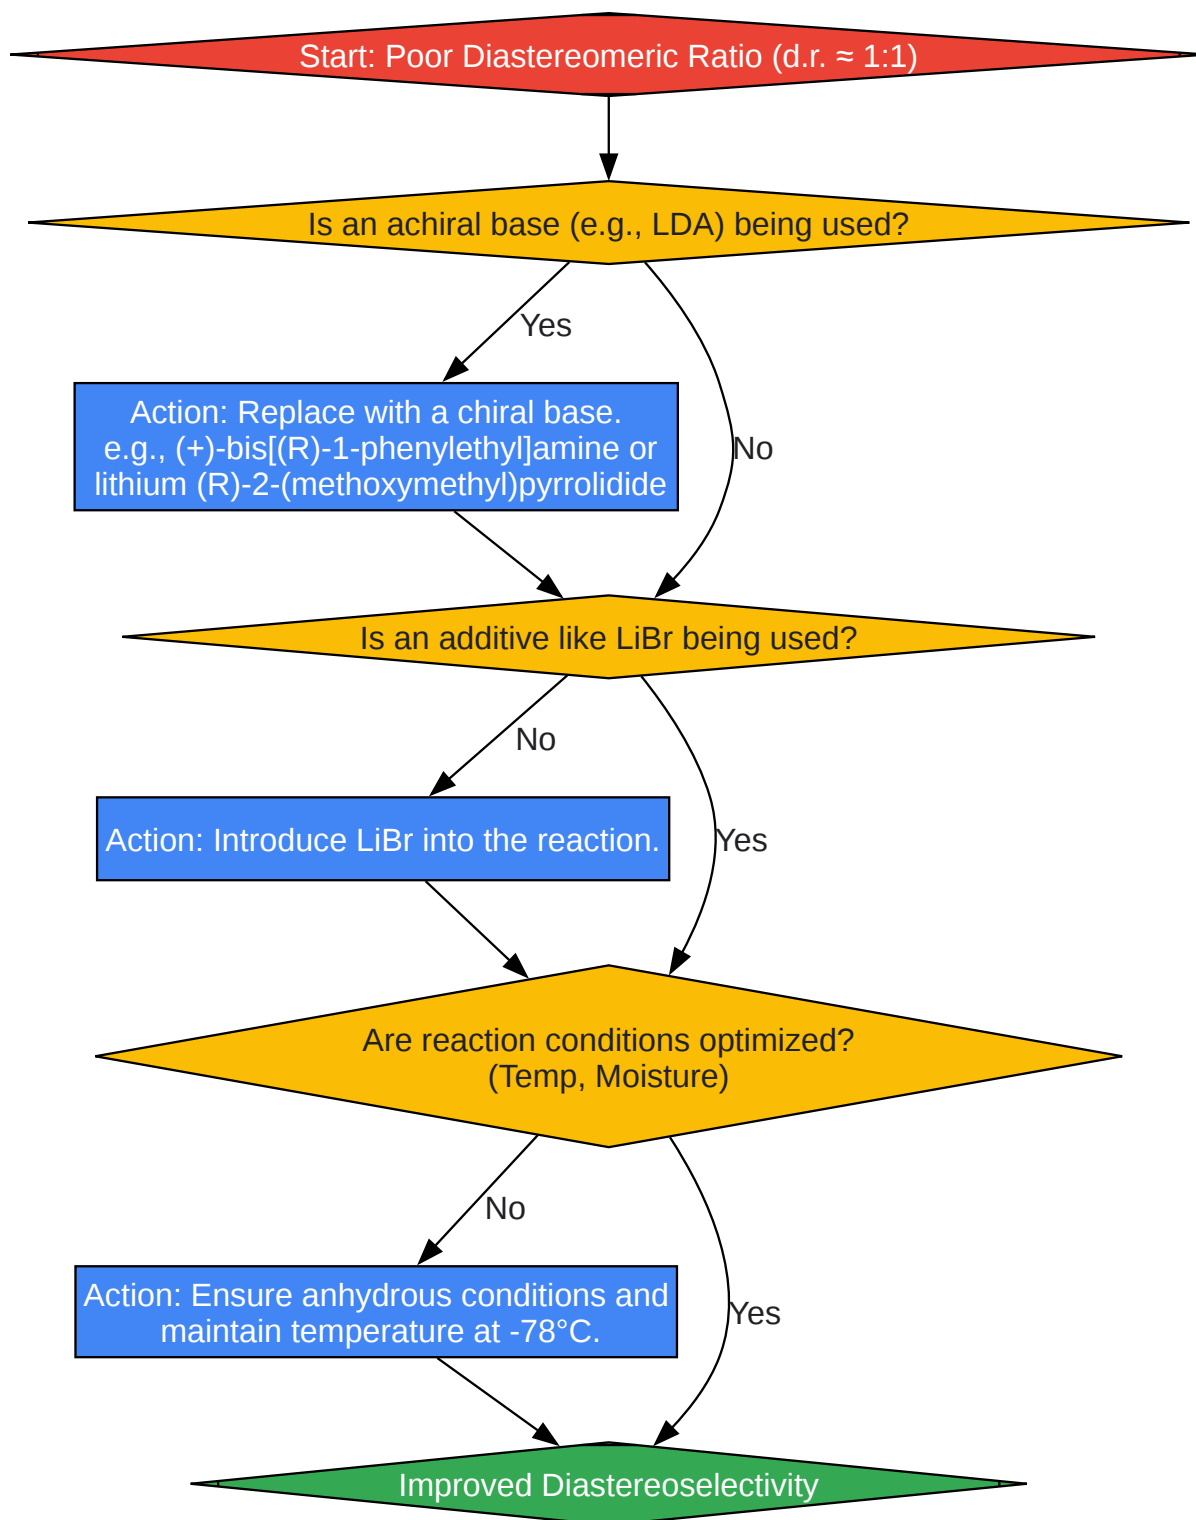 Start: Poor Diastereomeric Ratio (d.r. ≈ 1:1)
Is an achiral base (e.g., LDA) being used?
Yes
Action: Replace with a chiral base.
e.g., (+)-bis[(R)-1-phenylethyl]amine or
lithium (R)-2-(methoxymethyl)pyrrolidide
No
Is an additive like LiBr being used?
No
Action: Introduce LiBr into the reaction.
Yes
Are reaction conditions optimized?
(Temp, Moisture)
No
Action: Ensure anhydrous conditions and
maintain temperature at -78°C.
Yes
Improved Diastereoselectivity